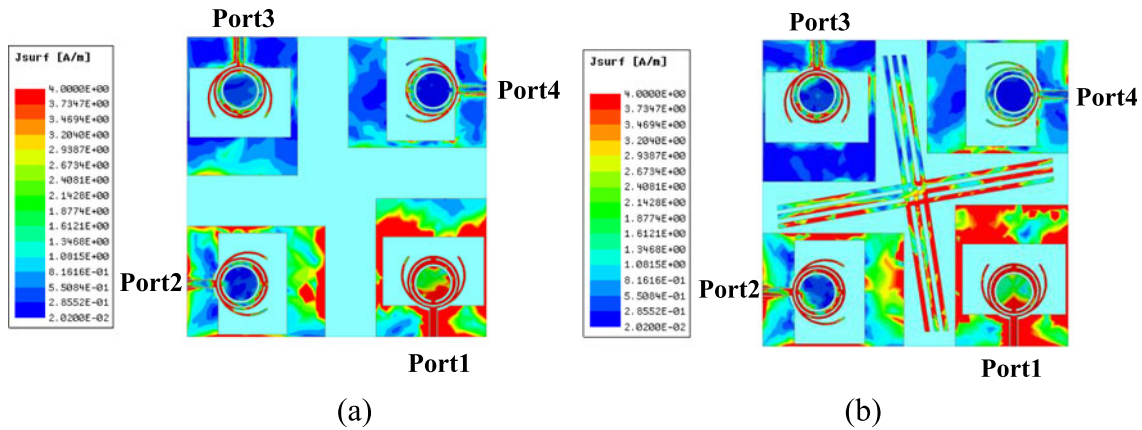 Port3
Jsurf [A/m]
4.0000E+00
3.7347E+00
3.4694E+00
3.2040E+00
2.9387E+00
2.6734E+00
2.4081E+00
2.1428E+00
1.8774E+00
1.6121E+00
1.3468E+00
1.0815E+00
8.1616E-01
5.5084E-01
2.8552E-01
2.0200E-02
Port4
Port2
Port1
(a)
Port3
Jsurf [A/m]
4.0000E+00
3.7347E+00
3.4694E+00
3.2040E+00
2.9387E+00
2.6734E+00
2.4081E+00
2.1428E+00
1.8774E+00
1.6121E+00
1.3468E+00
1.0815E+00
8.1616E-01
5.5084E-01
2.8552E-01
2.0200E-02
Port4
Port2
Port1
(b)